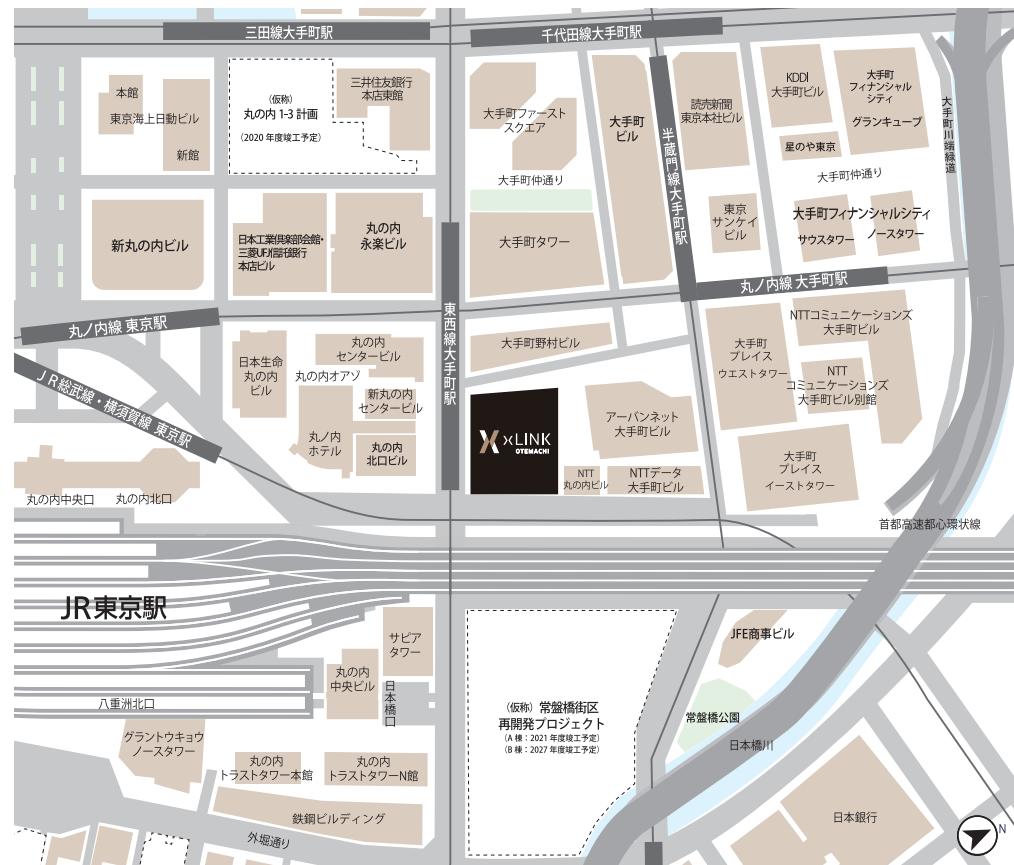 三田線大手町駅
千代田線大手町駅
本館
東京海上日動ビル
新館
（仮称）
丸の内 1-3 計画
（2020 年度竣工予定）
三井住友銀行
本店東館
大手町ファースト
スクエア
大手町
ビル
半蔵門線大手町駅
読売新聞
東京本社ビル
KDDI
大手町ビル
大手町
フィナンシャル
シティ
グランキューブ
星のや東京
大手町川端緑道
大手町仲通り
大手町仲通り
新丸の内ビル
日本工業倶楽部会館・
三菱UFJ信託銀行
本店ビル
丸の内
永楽ビル
大手町タワー
東京
サンケイ
ビル
大手町フィナンシャルシティ
サウスタワー
ノースタワー
丸ノ内線 東京駅
東西線大手町駅
丸ノ内線 大手町駅
JR総武線・横須賀線 東京駅
日本生命
丸の内
ビル
丸の内
センタービル
丸の内オアゾ
新丸の内
センタービル
丸ノ内
ホテル
丸の内
北口ビル
大手町野村ビル
xLINK
OTEMACHI
アーバンネット
大手町ビル
NTT
丸の内ビル
NTTデータ
大手町ビル
大手町
プレイス
ウエストタワー
NTTコミュニケーションズ
大手町ビル
NTT
コミュニケーションズ
大手町ビル別館
大手町
プレイス
イーストタワー
丸の内中央口
丸の内北口
首都高速都心環状線
JR東京駅
サピア
タワー
丸の内
中央ビル
日本橋口
八重洲北口
グラントウキョウ
ノースタワー
丸の内
トラストタワー本館
丸の内
トラストタワーN館
鉄鋼ビルディング
外堀通り
（仮称）常盤橋街区
再開発プロジェクト
（A 棟：2021 年度竣工予定）
（B 棟：2027 年度竣工予定）
JFE商事ビル
常盤橋公園
日本橋川
日本銀行
N